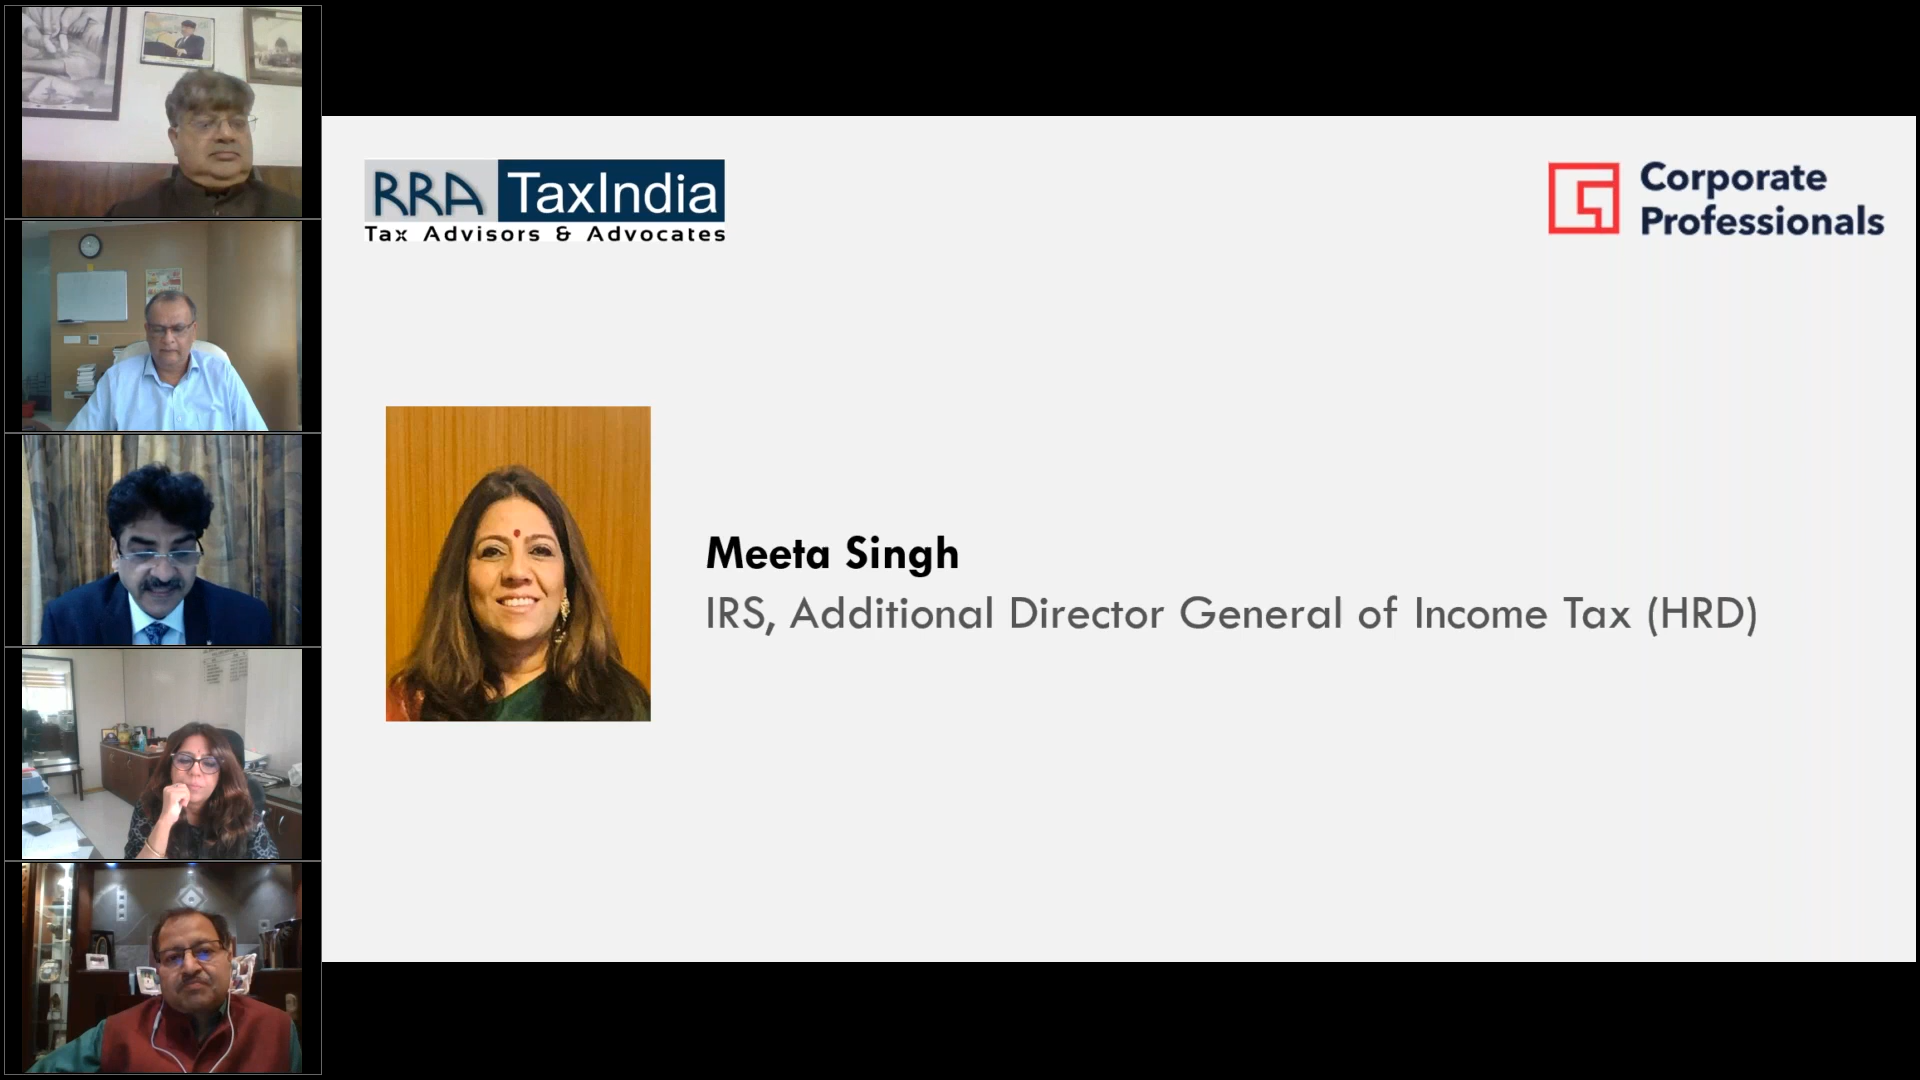 RRA TaxIndia
Tax Advisors & Advocates
Corporate
Professionals
Meeta Singh
IRS, Additional Director General of Income Tax (HRD)